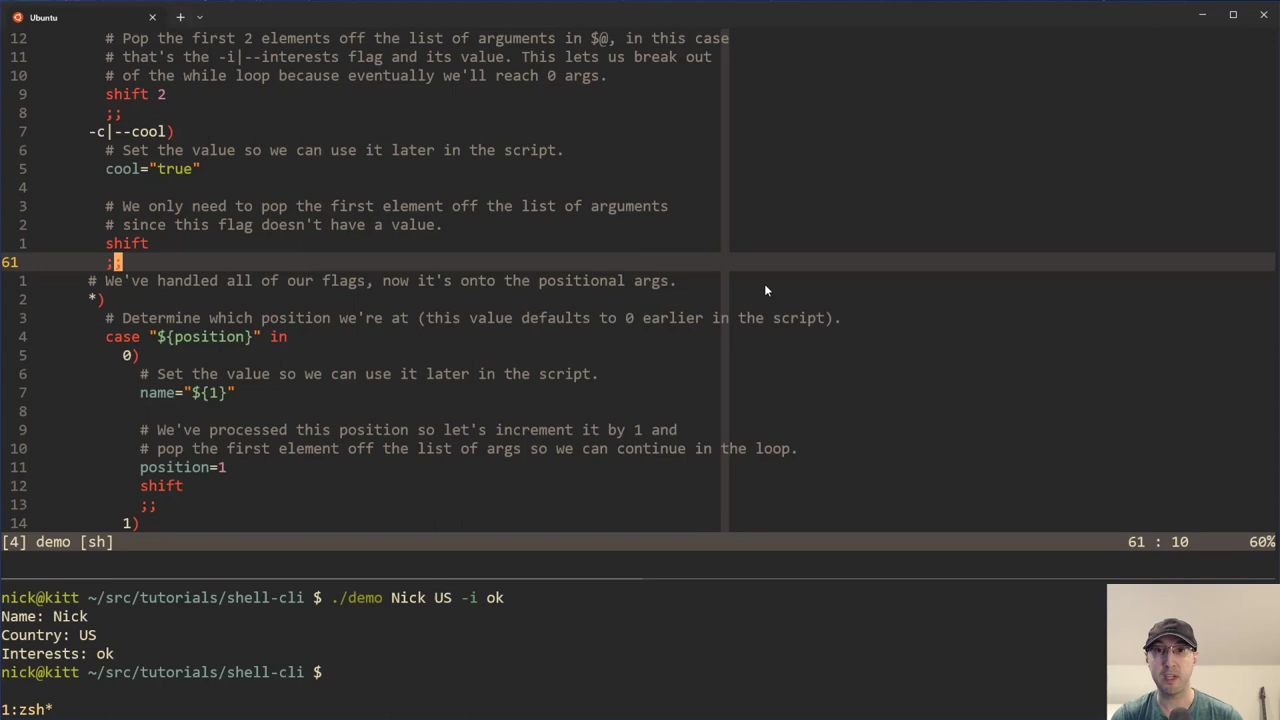 Ubuntu
12 # Pop the first 2 elements off the list of arguments in $@, in this case
11 # that's the -i|--interests flag and its value. This lets us break out
10 # of the while loop because eventually we'll reach 0 args.
9 shift 2
8 ;;
7 -c|--cool)
6 # Set the value so we can use it later in the script.
5 cool="true"
4
3 # We only need to pop the first element off the list of arguments
2 # since this flag doesn't have a value.
1 shift
61 ;;
1 # We've handled all of our flags, now it's onto the positional args.
2 *)
3 # Determine which position we're at (this value defaults to 0 earlier in the script).
4 case "${position}" in
5 0)
6 # Set the value so we can use it later in the script.
7 name="${1}"
8
9 # We've processed this position so let's increment it by 1 and
10 # pop the first element off the list of args so we can continue in the loop.
11 position=1
12 shift
13 ;;
14 1)
[4] demo [sh] 61 : 10 60%
nick@kitt ~/src/tutorials/shell-cli $ ./demo Nick US -i ok
Name: Nick
Country: US
Interests: ok
nick@kitt ~/src/tutorials/shell-cli $
1:zsh*